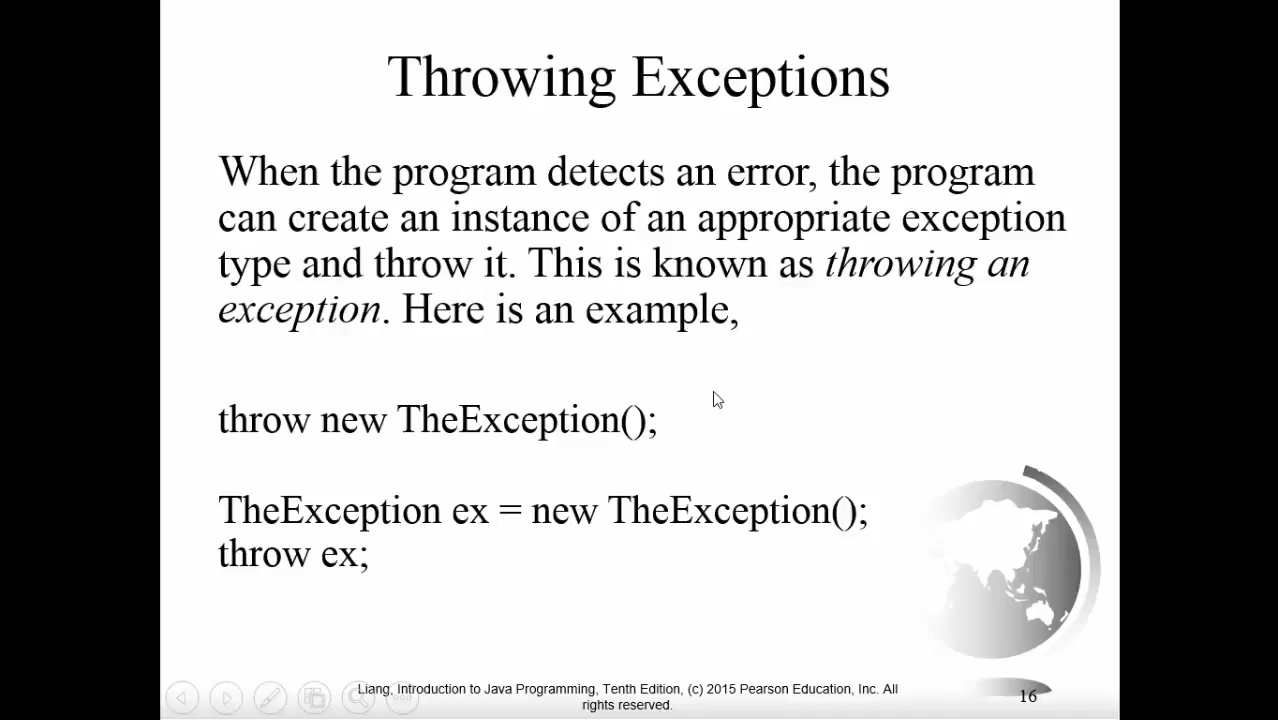 Throwing Exceptions
When the program detects an error, the program
can create an instance of an appropriate exception
type and throw it. This is known as throwing an
exception. Here is an example,
throw new TheException();
TheException ex = new TheException();
throw ex;
Liang, Introduction to Java Programming, Tenth Edition, (c) 2015 Pearson Education, Inc. All
rights reserved.
16